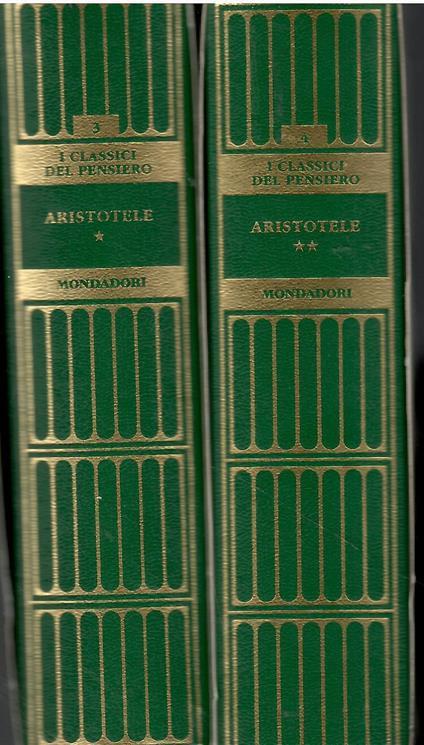 3
I CLASSICI
DEL PENSIERO
ARISTOTELE
★
MONDADORI
4
I CLASSICI
DEL PENSIERO
ARISTOTELE
★★
MONDADORI